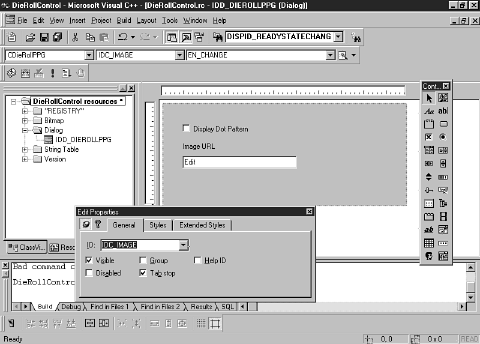 DieRollControl - Microsoft Visual C++ - [DieRollControl.rc - IDD_DIEROLLPPG (Dialog)]
File Edit View Insert Project Build Layout Tools Window Help
DISPID_READYSTATECHANG
CDieRollPPG IDC_IMAGE EN_CHANGE
DieRollControl resources *
"REGISTRY"
Bitmap
Dialog
IDD_DIEROLLPPG
String Table
Version
Display Dot Pattern
Image URL
Edit
Cont...
Aa ab|
Edit Properties
General Styles Extended Styles
ID: IDC_IMAGE
Visible Group Help ID
Disabled Tab stop
ClassVi... Reso
Bad command o
DieRollControl
Build Debug Find in Files 1 Find in Files 2 Results SQL
Ready 0, 0 0 x 0 READ